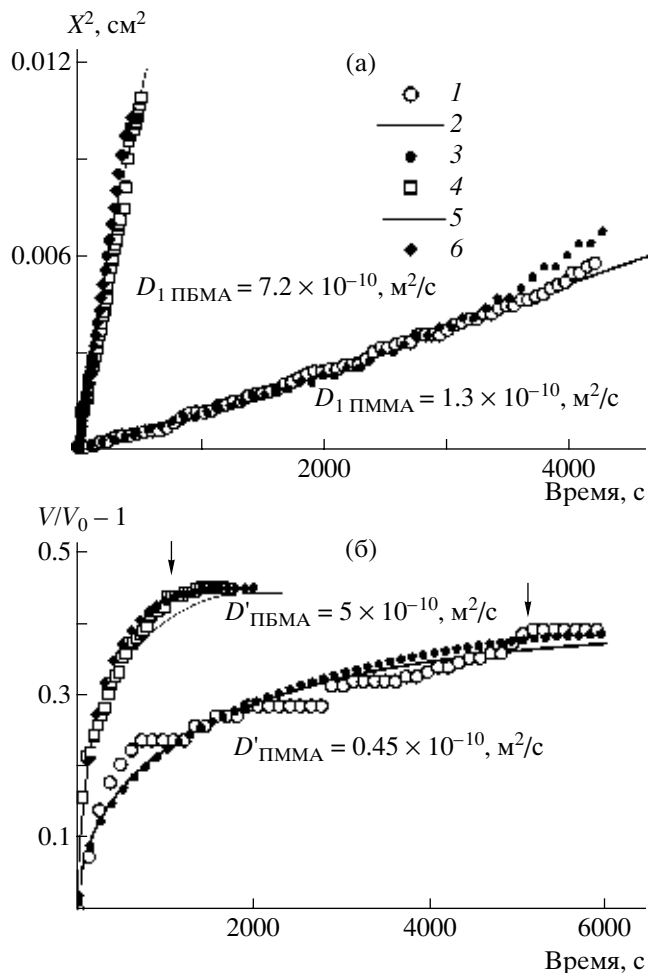 X², см²
0.012
(а)
1
2
3
4
5
6
0.006
D₁ ПБМА = 7.2 × 10⁻¹⁰, м²/с
D₁ ПММА = 1.3 × 10⁻¹⁰, м²/с
2000 4000
Время, с
V/V₀ – 1
(б)
0.5
D'ПБМА = 5 × 10⁻¹⁰, м²/с
0.3
D'ПММА = 0.45 × 10⁻¹⁰, м²/с
0.1
2000 4000 6000
Время, с